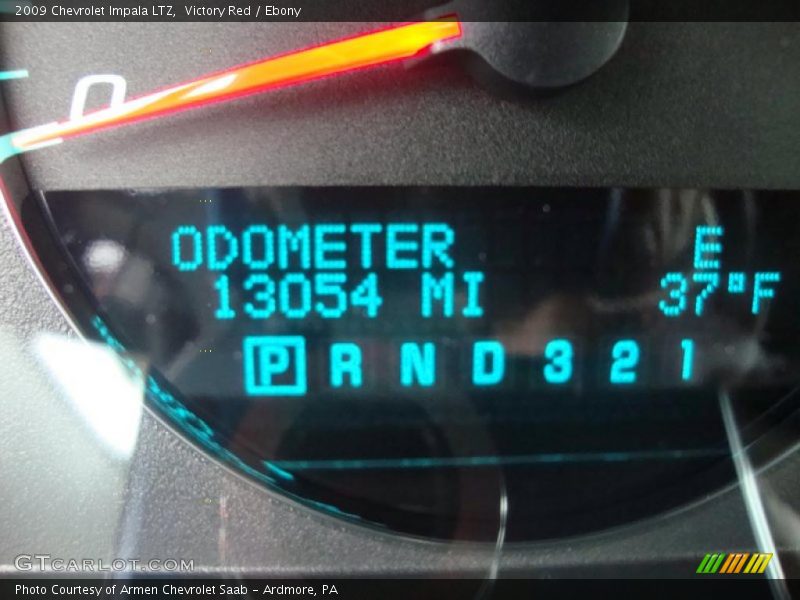 2009 Chevrolet Impala LTZ,  Victory Red / Ebony
0
ODOMETER E
13054 MI 37°F
P R N D 3 2 1
GTCARLOT.COM
Photo Courtesy of Armen Chevrolet Saab - Ardmore, PA